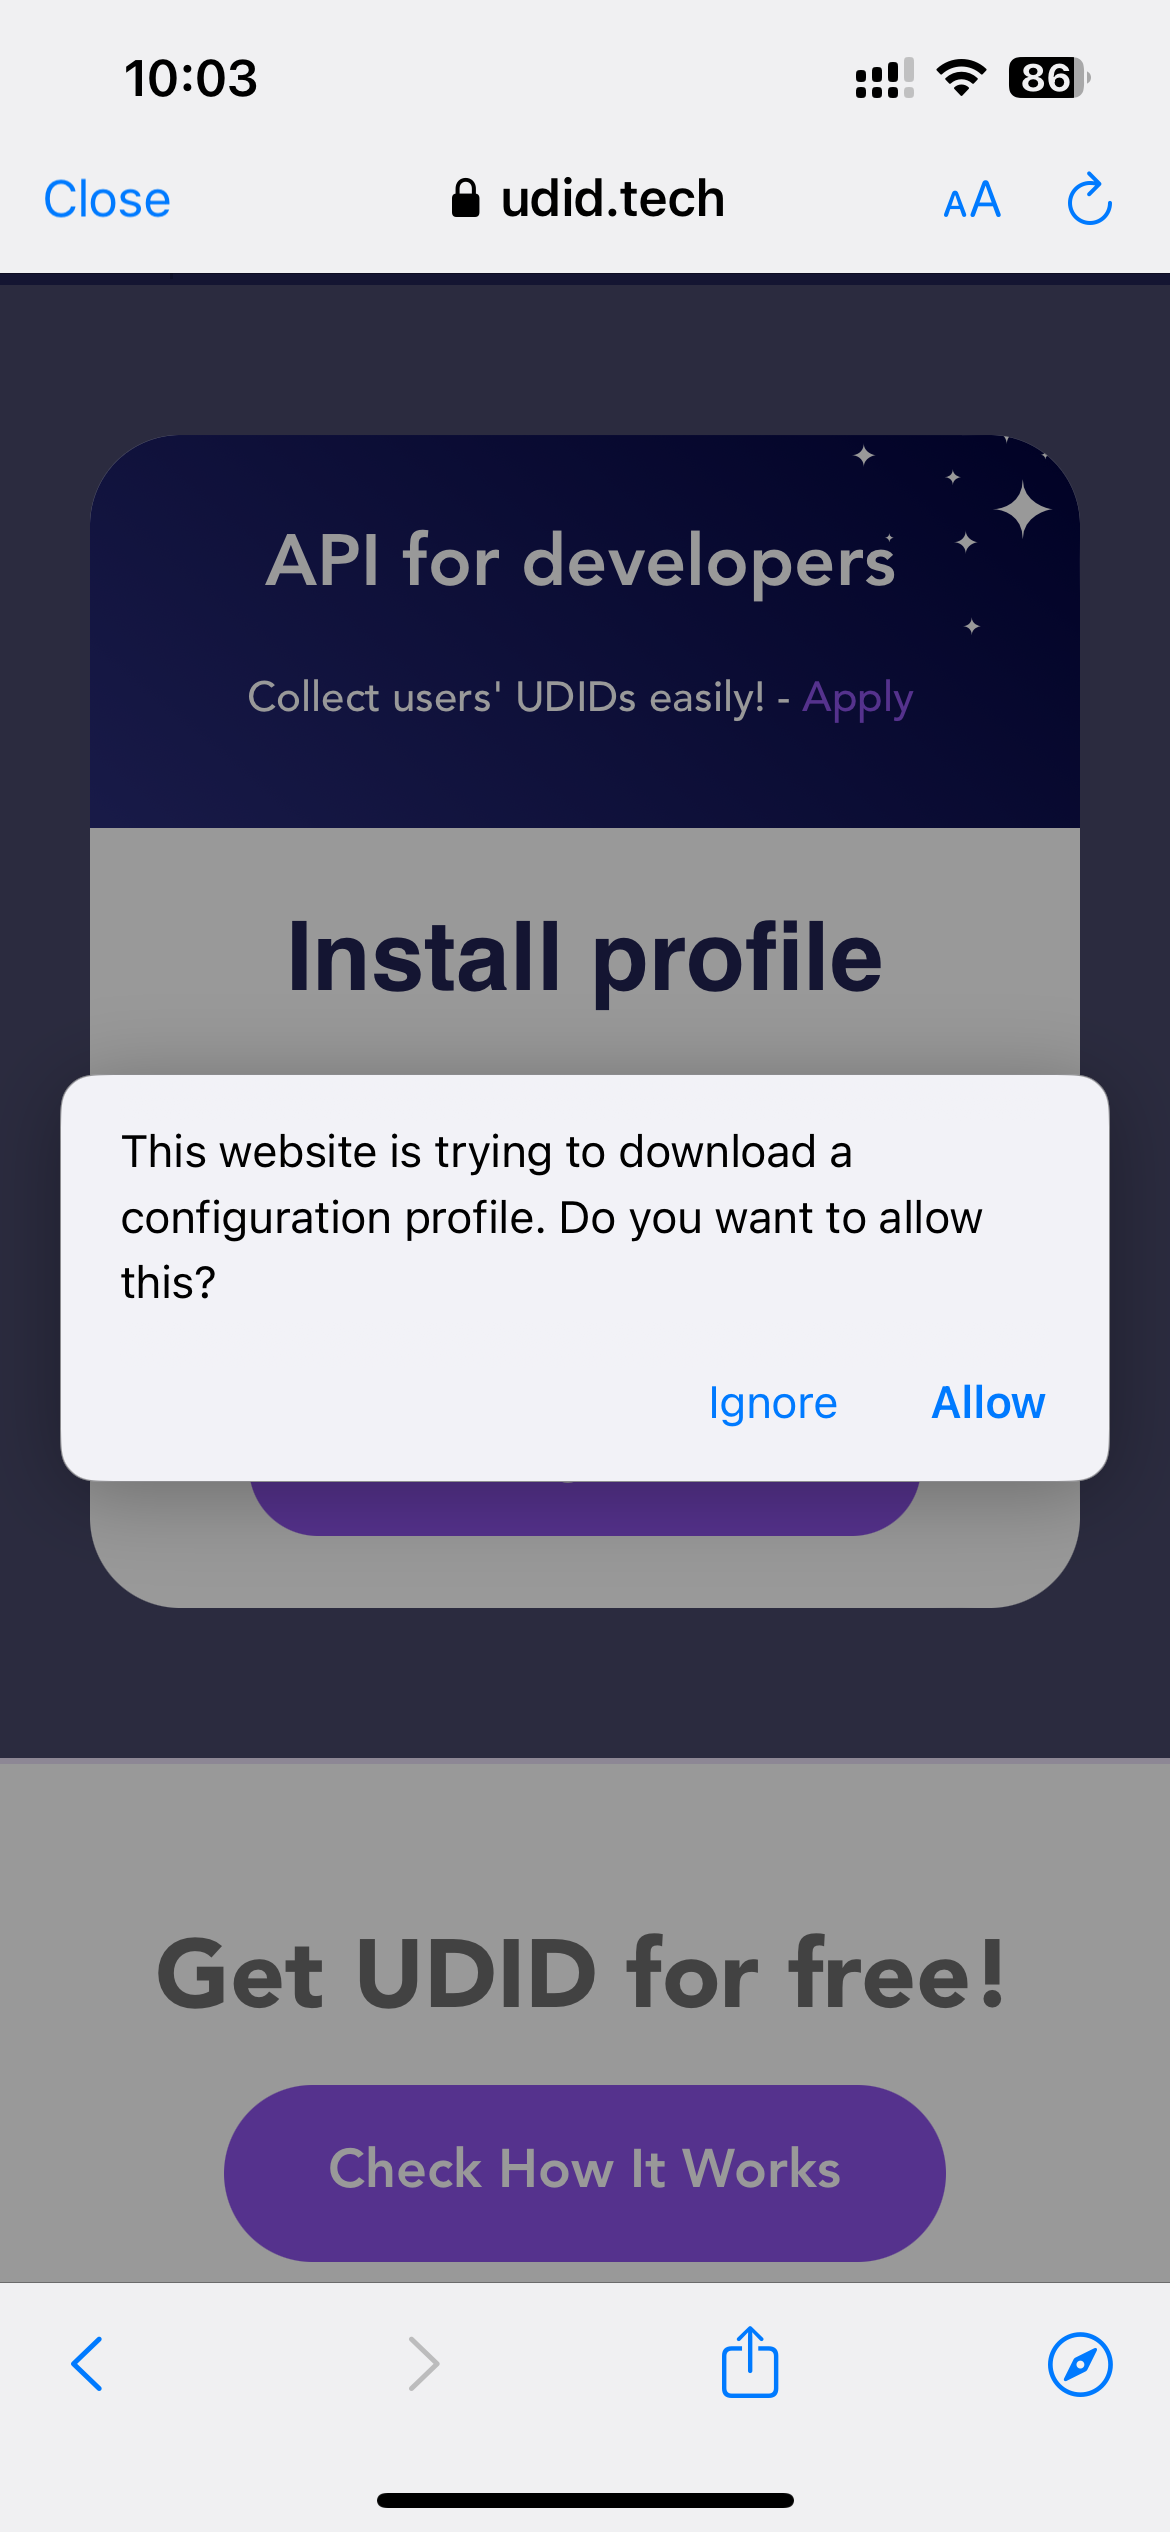 10:03
86
Close
udid.tech
AA
API for developers
Collect users' UDIDs easily! - Apply
Install profile
This website is trying to download a
configuration profile. Do you want to allow
this?
Ignore
Allow
Get UDID for free!
Check How It Works